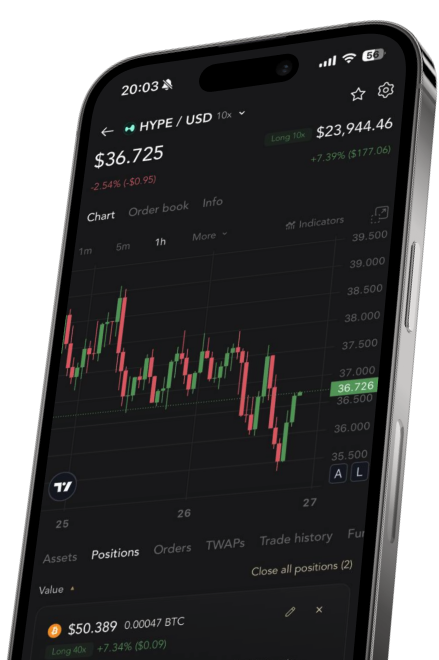 20:03 56
HYPE / USD 10x
$36.725 Long 10x $23,944.46
-2.54% (-$0.95) +7.39% ($177.06)
Chart Order book Info
1m 5m 1h More Indicators
39.500
39.000
38.500
38.000
37.500
37.000
36.726
36.500
36.000
35.500
A L
25 26 27
Assets Positions Orders TWAPs Trade history Fu
Value Close all positions (2)
$50.389 0.00047 BTC
Long 40x +7.34% ($0.09)